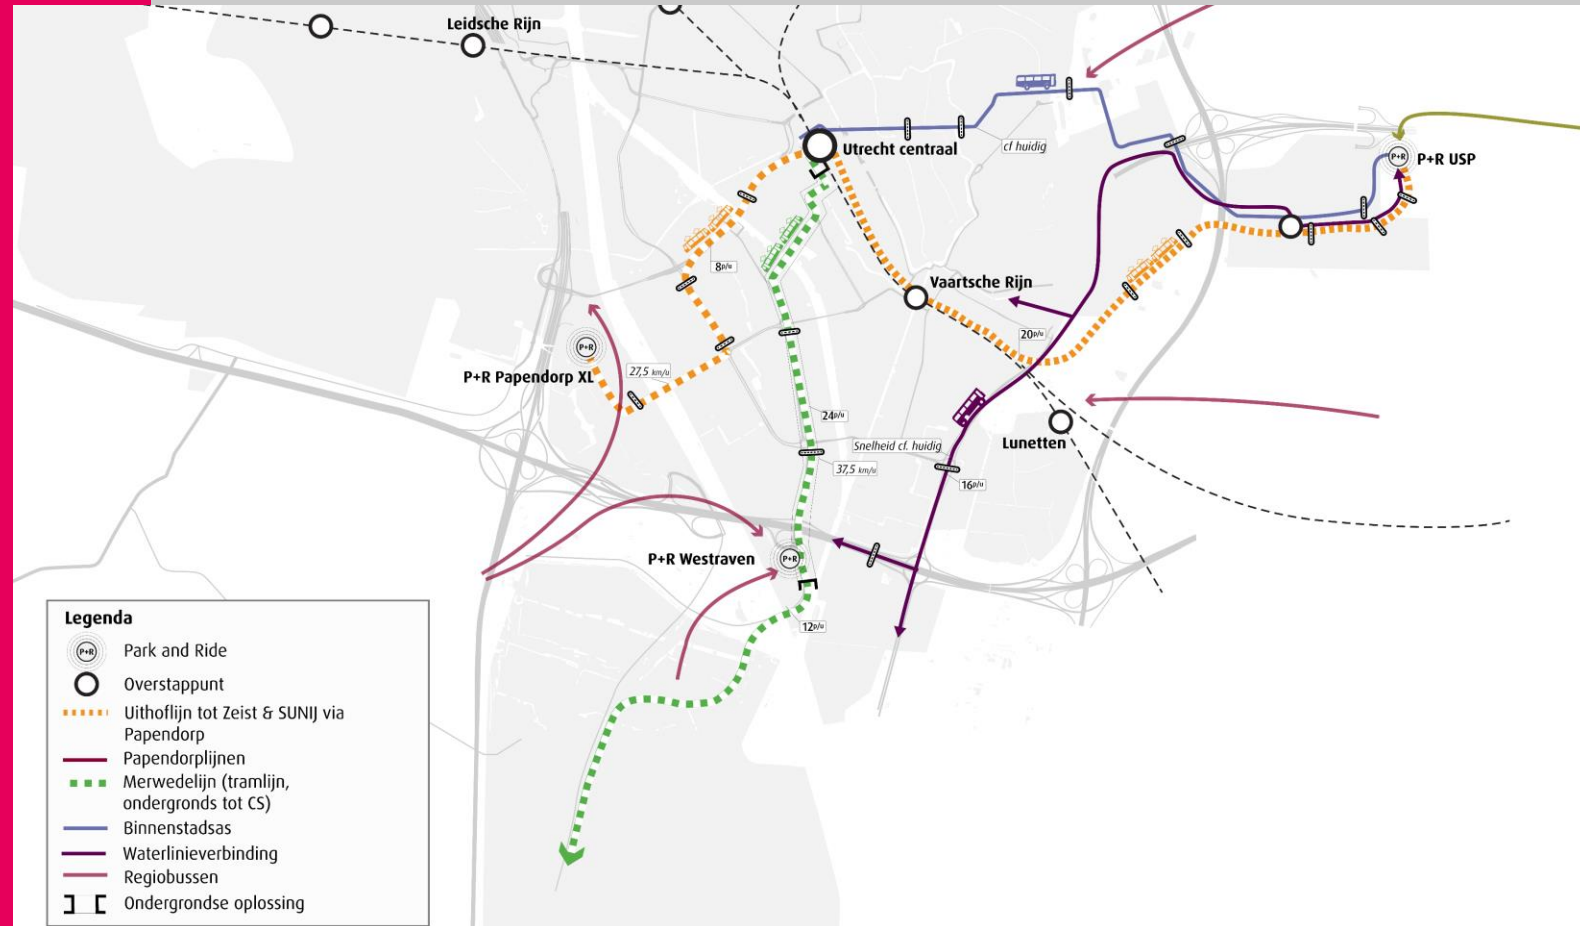 Leidsche Rijn
Utrecht centraal
cf huidig
P+R
P+R USP
8p/u
Vaartsche Rijn
20p/u
P+R
P+R Papendorp XL
27,5 km/u
24p/u
Snelheid cf. huidig
Lunetten
37,5 km/u
16p/u
P+R Westraven
P+R
12p/u
Legenda
P+R
Park and Ride
Overstappunt
Uithoflijn tot Zeist & SUNIJ via
Papendorp
Papendorplijnen
Merwedelijn (tramlijn,
ondergronds tot CS)
Binnenstadsas
Waterlinieverbinding
Regiobussen
Ondergrondse oplossing